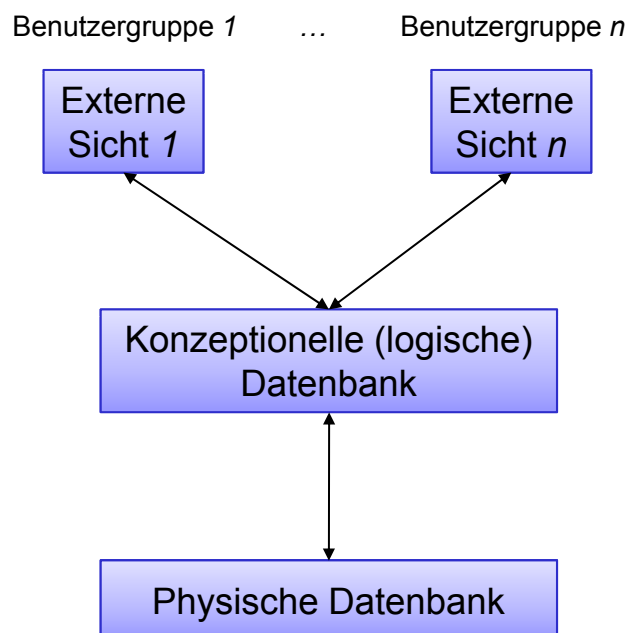 Benutzergruppe 1 … Benutzergruppe n
Externe
Sicht 1
Externe
Sicht n
Konzeptionelle (logische)
Datenbank
Physische Datenbank